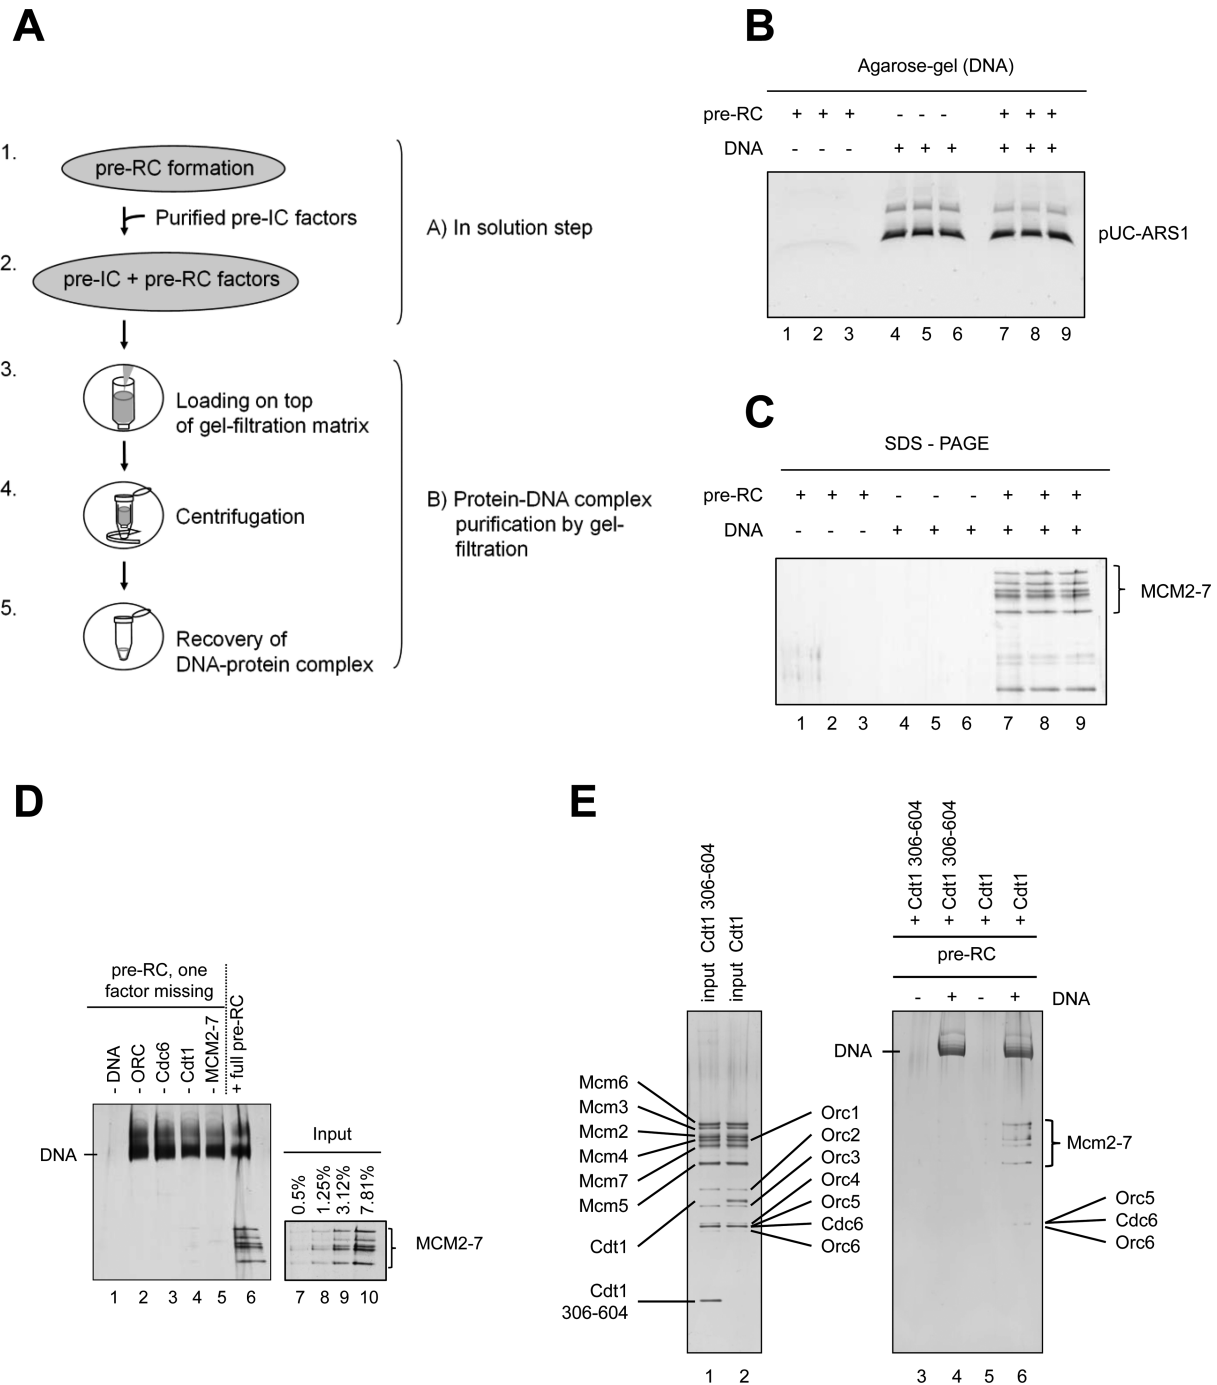 A
1.
pre-RC formation
Purified pre-IC factors
A) In solution step
2.
pre-IC + pre-RC factors
3.
Loading on top
of gel-filtration matrix
4.
Centrifugation
B) Protein-DNA complex
purification by gel-
filtration
5.
Recovery of
DNA-protein complex
B
Agarose-gel (DNA)
pre-RC + + + - - - + + +
DNA - - - + + + + + +
pUC-ARS1
1 2 3 4 5 6 7 8 9
C
SDS - PAGE
pre-RC + + + - - - + + +
DNA - - - + + + + + +
MCM2-7
1 2 3 4 5 6 7 8 9
D
pre-RC, one
factor missing
- DNA
- ORC
- Cdc6
- Cdt1
- MCM2-7
+ full pre-RC
DNA
Input
0.5%
1.25%
3.12%
7.81%
MCM2-7
1 2 3 4 5 6 7 8 9 10
E
input Cdt1 306-604
input Cdt1
Mcm6
Mcm3
Mcm2
Mcm4
Mcm7
Mcm5
Cdt1
Cdt1
306-604
Orc1
Orc2
Orc3
Orc4
Orc5
Cdc6
Orc6
1 2
+ Cdt1 306-604
+ Cdt1 306-604
+ Cdt1
+ Cdt1
pre-RC
- + - + DNA
DNA
Mcm2-7
Orc5
Cdc6
Orc6
3 4 5 6